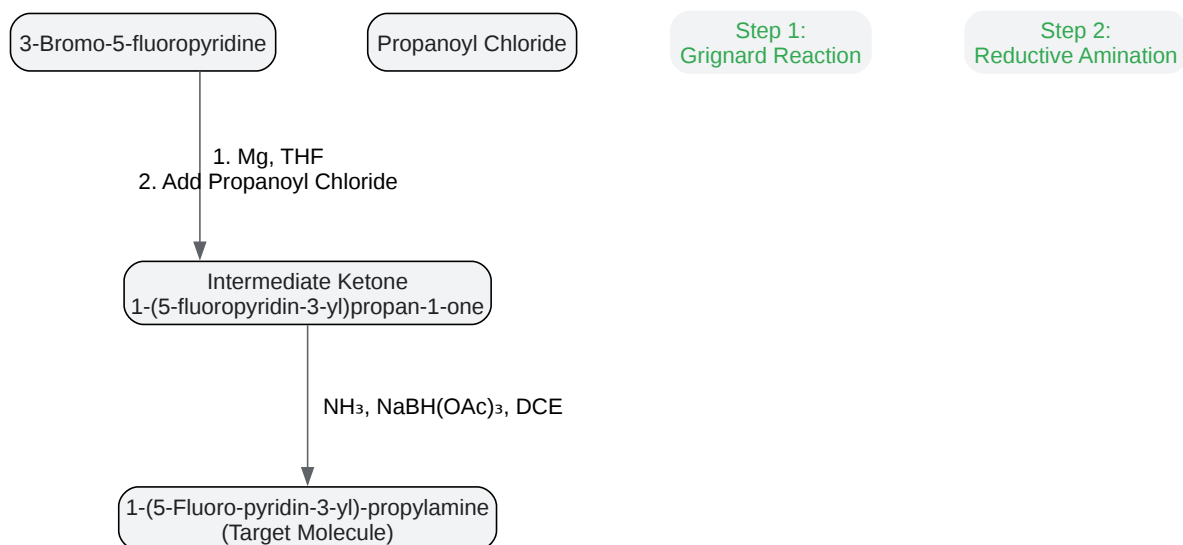 3-Bromo-5-fluoropyridine
Propanoyl Chloride
Step 1:
Grignard Reaction
Step 2:
Reductive Amination
1. Mg, THF
2. Add Propanoyl Chloride
Intermediate Ketone
1-(5-fluoropyridin-3-yl)propan-1-one
NH₃, NaBH(OAc)₃, DCE
1-(5-Fluoro-pyridin-3-yl)-propylamine
(Target Molecule)